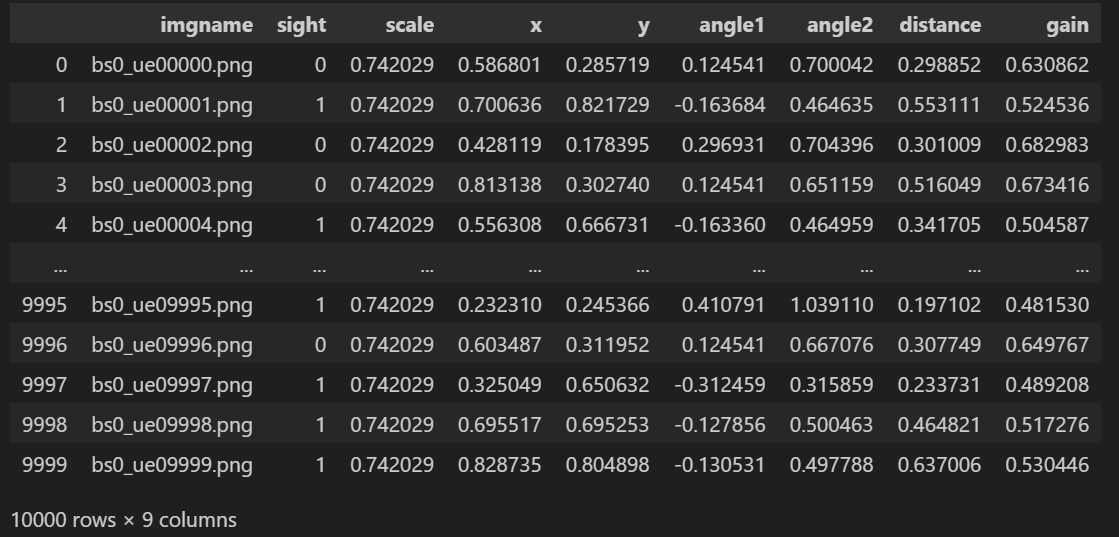 imgname sight scale x y angle1 angle2 distance gain
0 bs0_ue00000.png 0 0.742029 0.586801 0.285719 0.124541 0.700042 0.298852 0.630862
1 bs0_ue00001.png 1 0.742029 0.700636 0.821729 -0.163684 0.464635 0.553111 0.524536
2 bs0_ue00002.png 0 0.742029 0.428119 0.178395 0.296931 0.704396 0.301009 0.682983
3 bs0_ue00003.png 0 0.742029 0.813138 0.302740 0.124541 0.651159 0.516049 0.673416
4 bs0_ue00004.png 1 0.742029 0.556308 0.666731 -0.163360 0.464959 0.341705 0.504587
... ... ... ... ... ... ... ... ... ...
9995 bs0_ue09995.png 1 0.742029 0.232310 0.245366 0.410791 1.039110 0.197102 0.481530
9996 bs0_ue09996.png 0 0.742029 0.603487 0.311952 0.124541 0.667076 0.307749 0.649767
9997 bs0_ue09997.png 1 0.742029 0.325049 0.650632 -0.312459 0.315859 0.233731 0.489208
9998 bs0_ue09998.png 1 0.742029 0.695517 0.695253 -0.127856 0.500463 0.464821 0.517276
9999 bs0_ue09999.png 1 0.742029 0.828735 0.804898 -0.130531 0.497788 0.637006 0.530446
10000 rows × 9 columns